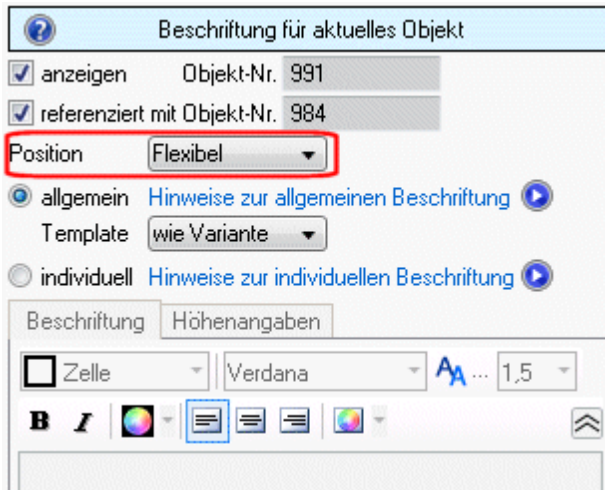 Beschriftung für aktuelles Objekt
anzeigen Objekt-Nr. 991
referenziert mit Objekt-Nr. 984
Position Flexibel
allgemein Hinweise zur allgemeinen Beschriftung
Template wie Variante
individuell Hinweise zur individuellen Beschriftung
Beschriftung Höhenangaben
Zelle Verdana AA ... 1,5
B I